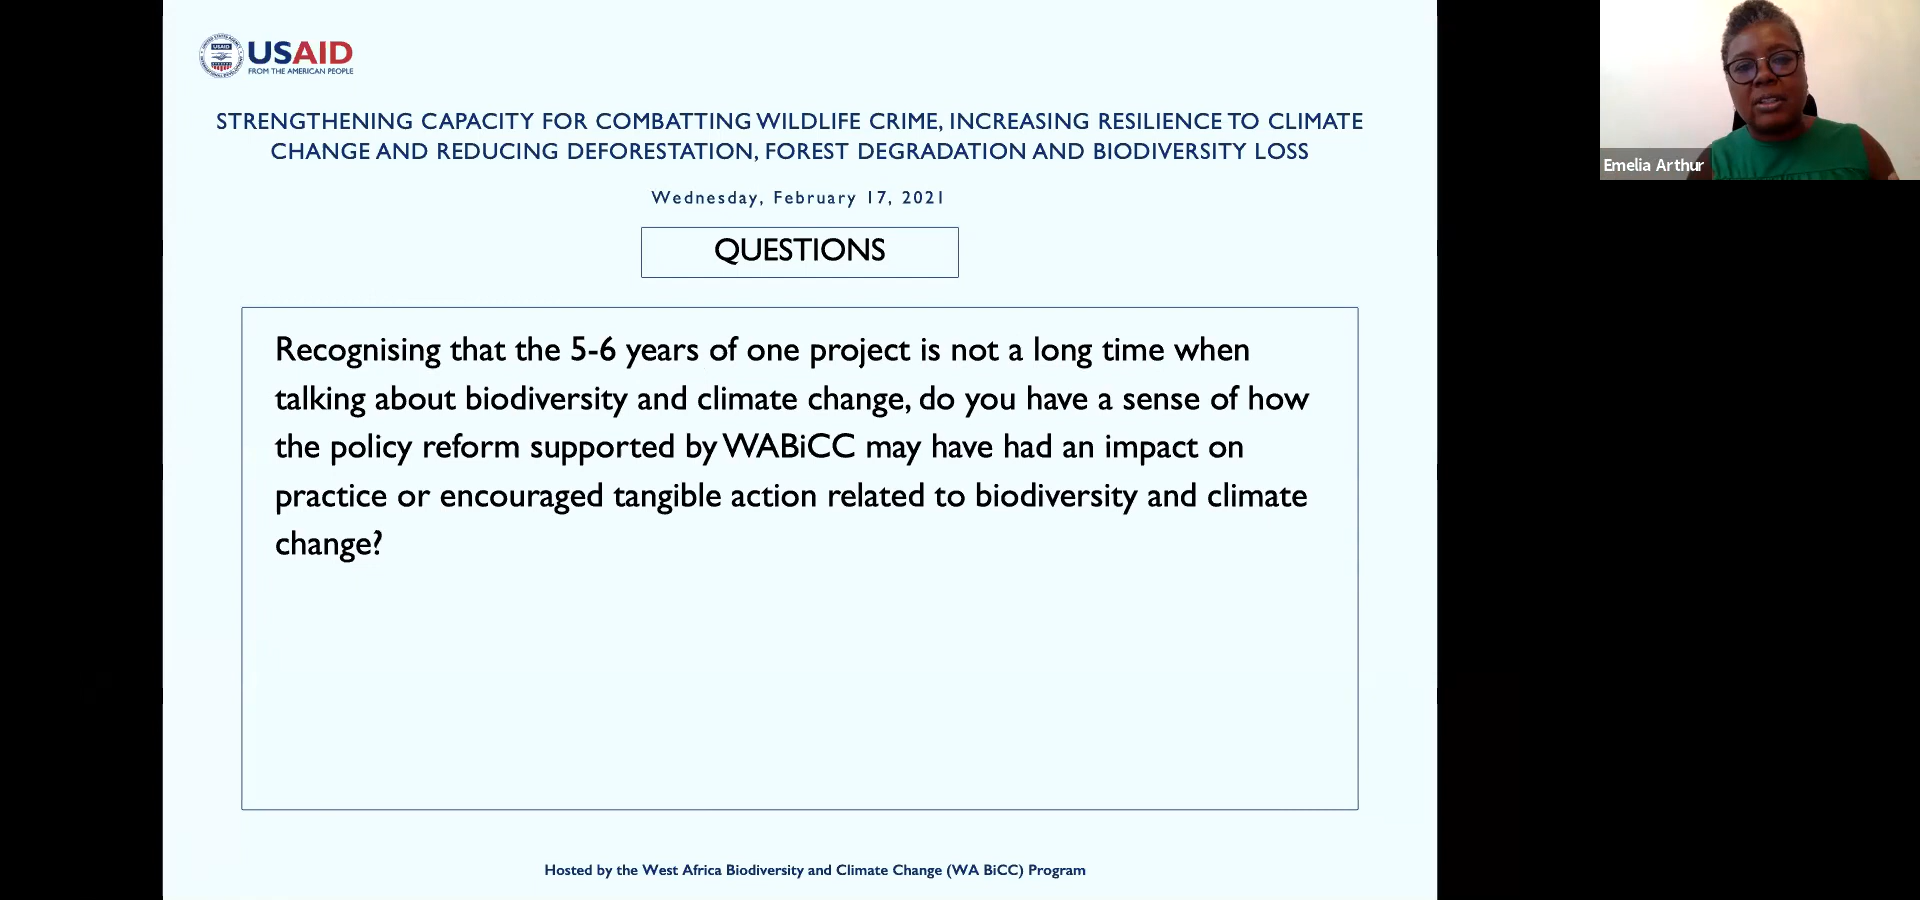 USAID
FROM THE AMERICAN PEOPLE
STRENGTHENING CAPACITY FOR COMBATTING WILDLIFE CRIME, INCREASING RESILIENCE TO CLIMATE
CHANGE AND REDUCING DEFORESTATION, FOREST DEGRADATION AND BIODIVERSITY LOSS
Wednesday, February 17, 2021
QUESTIONS
Recognising that the 5-6 years of one project is not a long time when
talking about biodiversity and climate change, do you have a sense of how
the policy reform supported by WABiCC may have had an impact on
practice or encouraged tangible action related to biodiversity and climate
change?
Hosted by the West Africa Biodiversity and Climate Change (WA BiCC) Program
Emelia Arthur